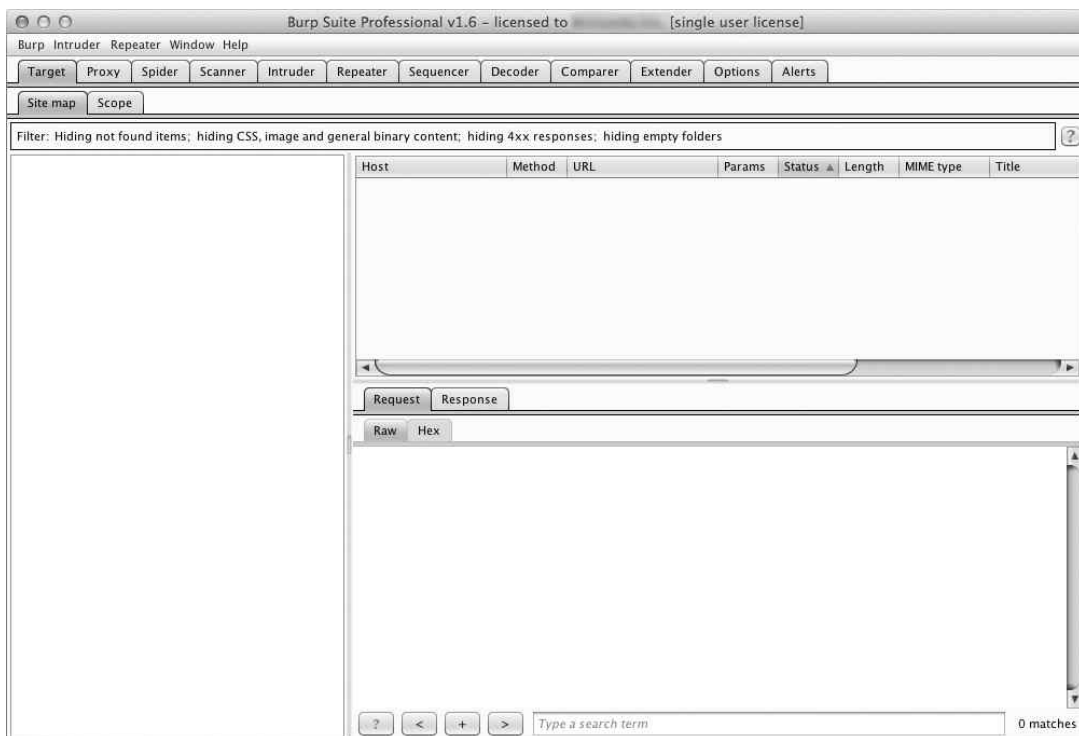 Burp Suite Professional v1.6 – licensed to [single user license]
Burp Intruder Repeater Window Help
Target Proxy Spider Scanner Intruder Repeater Sequencer Decoder Comparer Extender Options Alerts
Site map Scope
Filter: Hiding not found items; hiding CSS, image and general binary content; hiding 4xx responses; hiding empty folders
?
Host Method URL Params Status Length MIME type Title
Request Response
Raw Hex
? < + > Type a search term 0 matches